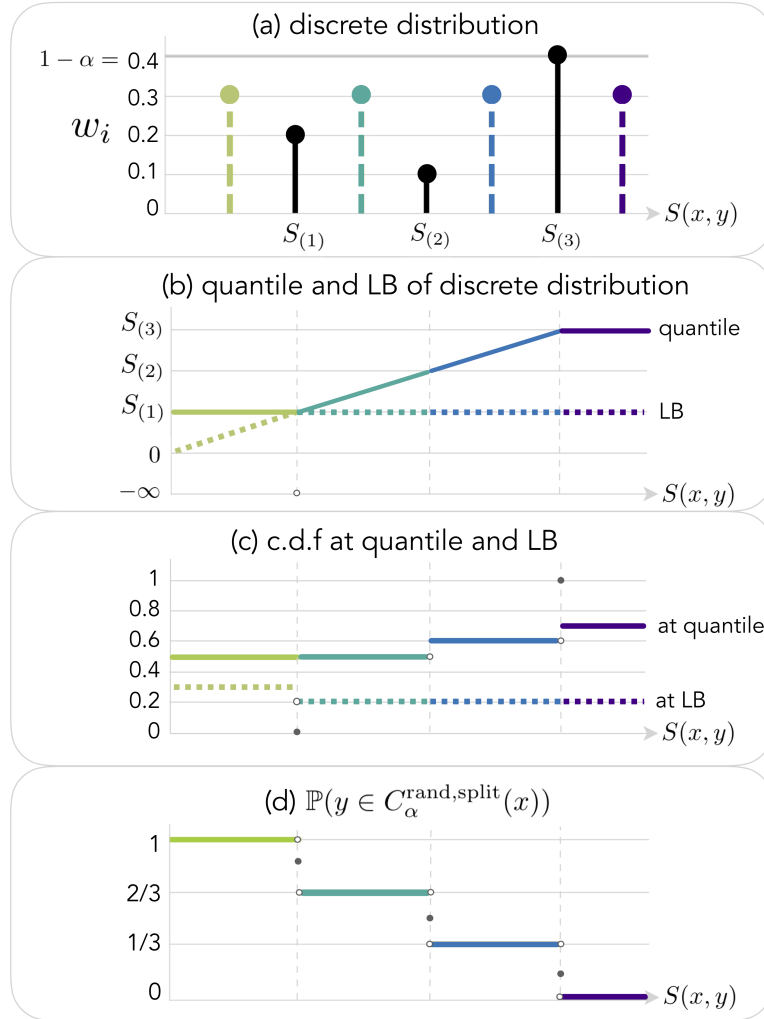 (a) discrete distribution
1 − α = 0.4
0.3
w_i
0.2
0.1
0
S(x, y)
S_(1) S_(2) S_(3)
(b) quantile and LB of discrete distribution
S_(3)
quantile
S_(2)
S_(1)
LB
0
−∞
S(x, y)
(c) c.d.f at quantile and LB
1
0.8
0.6
at quantile
0.4
0.2
at LB
0
S(x, y)
(d) ℙ(y ∈ C_α^{rand,split}(x))
1
2/3
1/3
0
S(x, y)